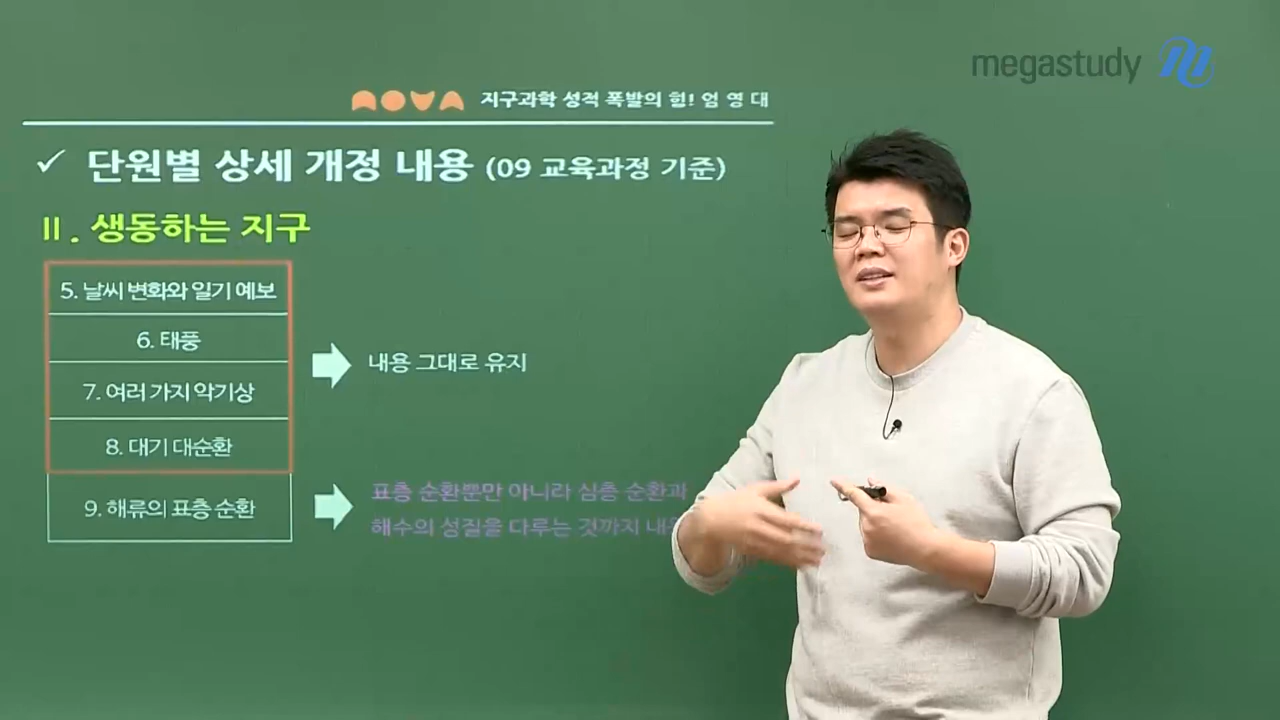 megastudy
NOVA 지구과학 성적 폭발의 힘! 엄영대
✓ 단원별 상세 개정 내용 (09 교육과정 기준)
Ⅱ. 생동하는 지구
5. 날씨 변화와 일기 예보
6. 태풍
7. 여러 가지 악기상
8. 대기 대순환
내용 그대로 유지
9. 해류의 표층 순환
표층 순환뿐만 아니라 심층 순환과
해수의 성질을 다루는 것까지